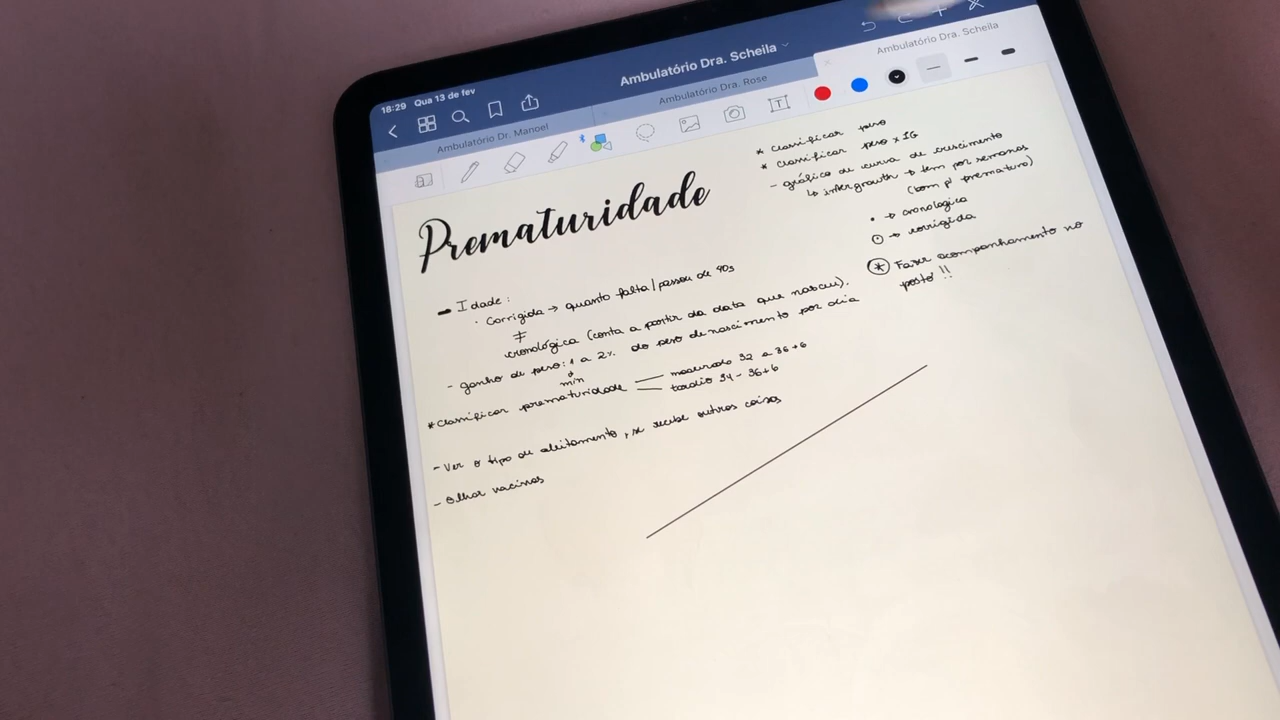 18:29 Qua 13 de fev
Ambulatório Dra. Scheila
Ambulatório Dr. Manoel
Ambulatório Dra. Rose
Ambulatório Dra. Scheila
T
Prematuridade
* classificar peso
* classificar peso x IG
- gráfico de curva de crescimento
↳ intergrowth → tem por semanas
(bom p/ prematuro)
• → cronológica
O → corrigida
* Fazer acompanhamento no
posto!!
- Idade:
· Corrigida → quanto falta/passou de 40s
≠
cronológica (conta a partir da data que nasceu).
- ganho de peso: 1 a 2% do peso de nascimento por dia
min
* classificar prematuridade
moderado 32 a 36+6
tardio 34 - 36+6
- Ver o tipo de aleitamento, se recebe outras coisas
- Olhar vacinas